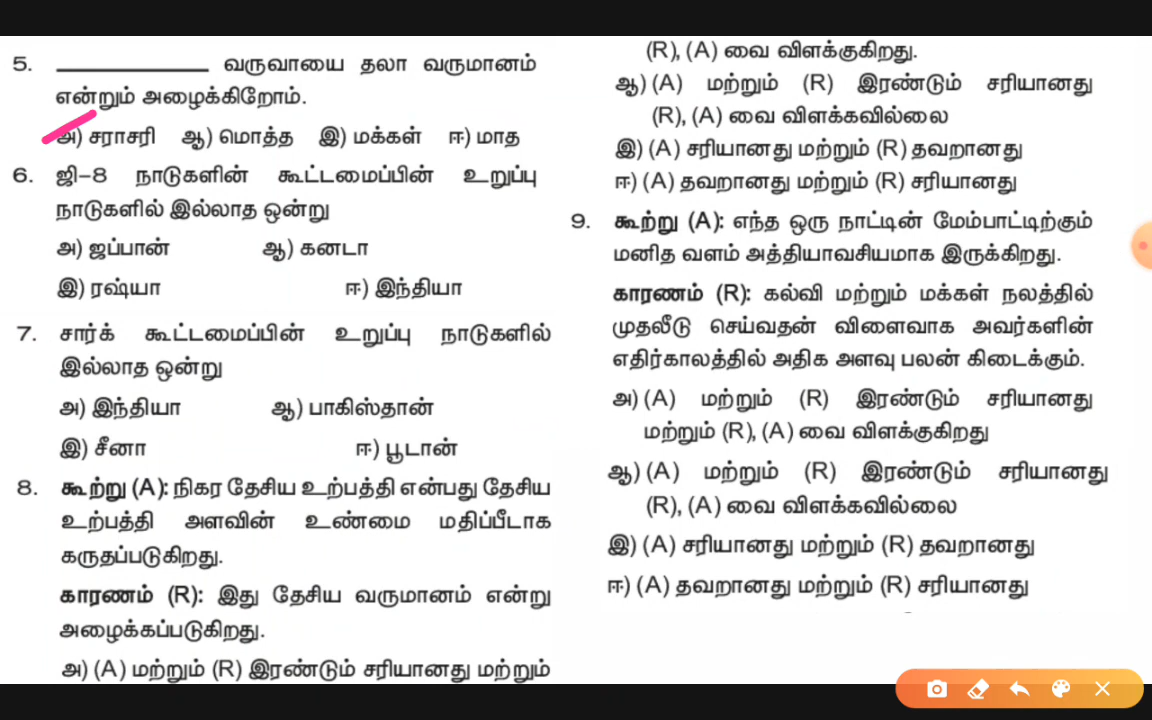 5. ____________ வருவாயை தலா வருமானம்
என்றும் அழைக்கிறோம்.
அ) சராசரி ஆ) மொத்த இ) மக்கள் ஈ) மாத
6. ஜி-8 நாடுகளின் கூட்டமைப்பின் உறுப்பு
நாடுகளில் இல்லாத ஒன்று
அ) ஜப்பான் ஆ) கனடா
இ) ரஷ்யா ஈ) இந்தியா
7. சார்க் கூட்டமைப்பின் உறுப்பு நாடுகளில்
இல்லாத ஒன்று
அ) இந்தியா ஆ) பாகிஸ்தான்
இ) சீனா ஈ) பூடான்
8. கூற்று (A): நிகர தேசிய உற்பத்தி என்பது தேசிய
உற்பத்தி அளவின் உண்மை மதிப்பீடாக
கருதப்படுகிறது.
காரணம் (R): இது தேசிய வருமானம் என்று
அழைக்கப்படுகிறது.
அ) (A) மற்றும் (R) இரண்டும் சரியானது மற்றும்
(R), (A) வை விளக்குகிறது.
ஆ) (A) மற்றும் (R) இரண்டும் சரியானது
(R), (A) வை விளக்கவில்லை
இ) (A) சரியானது மற்றும் (R) தவறானது
ஈ) (A) தவறானது மற்றும் (R) சரியானது
9. கூற்று (A): எந்த ஒரு நாட்டின் மேம்பாட்டிற்கும்
மனித வளம் அத்தியாவசியமாக இருக்கிறது.
காரணம் (R): கல்வி மற்றும் மக்கள் நலத்தில்
முதலீடு செய்வதன் விளைவாக அவர்களின்
எதிர்காலத்தில் அதிக அளவு பலன் கிடைக்கும்.
அ) (A) மற்றும் (R) இரண்டும் சரியானது
மற்றும் (R), (A) வை விளக்குகிறது
ஆ) (A) மற்றும் (R) இரண்டும் சரியானது
(R), (A) வை விளக்கவில்லை
இ) (A) சரியானது மற்றும் (R) தவறானது
ஈ) (A) தவறானது மற்றும் (R) சரியானது